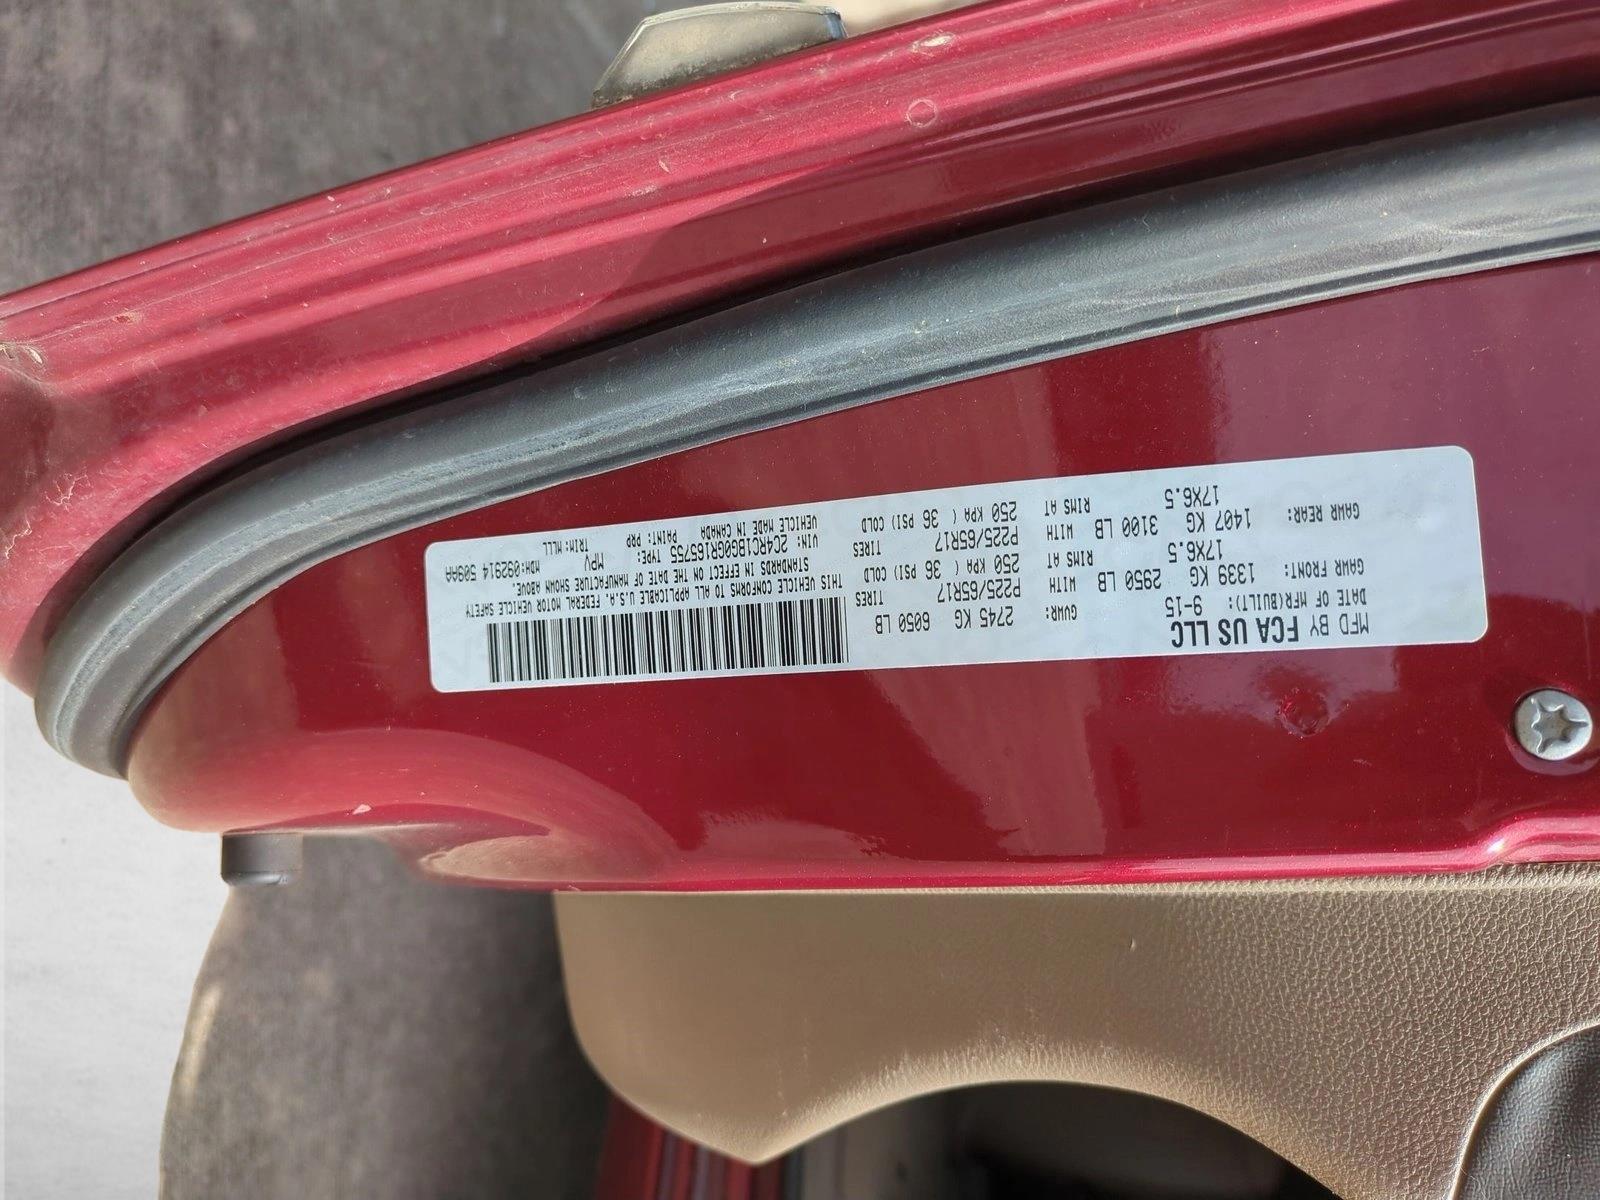 MFD BY FCA US LLC
DATE OF MFR(BUILT): 9-15
GVWR: 2745 KG 6050 LB
GAWR FRONT: 1339 KG 2950 LB
WITH P225/65R17 TIRES
RIMS AT 17X6.5 250 KPA ( 36 PSI) COLD
GAWR REAR: 1407 KG 3100 LB
WITH P225/65R17 TIRES
RIMS AT 17X6.5 250 KPA ( 36 PSI) COLD
THIS VEHICLE CONFORMS TO ALL APPLICABLE U.S.A. FEDERAL MOTOR VEHICLE SAFETY
STANDARDS IN EFFECT ON THE DATE OF MANUFACTURE SHOWN ABOVE.
VIN: 2C4RC1BG0GR165755 TYPE: MPV MDH:092914 509AA
VEHICLE MADE IN CANADA PAINT: PRP TRIM: WLLL